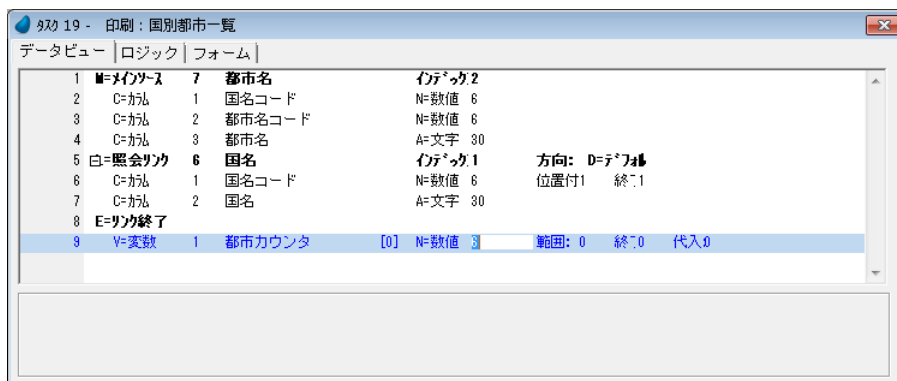 ﾀｽｸ 19 - 印刷：国別都市一覧
データビュー ロジック フォーム
1 M=ﾒｲﾝｿｰｽ 7 都市名 ｲﾝﾃﾞｯｸ 2
2 C=ｶﾗﾑ 1 国名コード N=数値 6
3 C=ｶﾗﾑ 2 都市名コード N=数値 6
4 C=ｶﾗﾑ 3 都市名 A=文字 30
5 照会ﾘﾝｸ 6 国名 ｲﾝﾃﾞｯｸ 1 方向： D=ﾃﾞﾌｫﾙ
6 C=ｶﾗﾑ 1 国名コード N=数値 6 位置付 1 終了 1
7 C=ｶﾗﾑ 2 国名 A=文字 30
8 E=ﾘﾝｸ終了
9 V=変数 1 都市カウンタ [0] N=数値 6 範囲： 0 終了 0 代入: 0